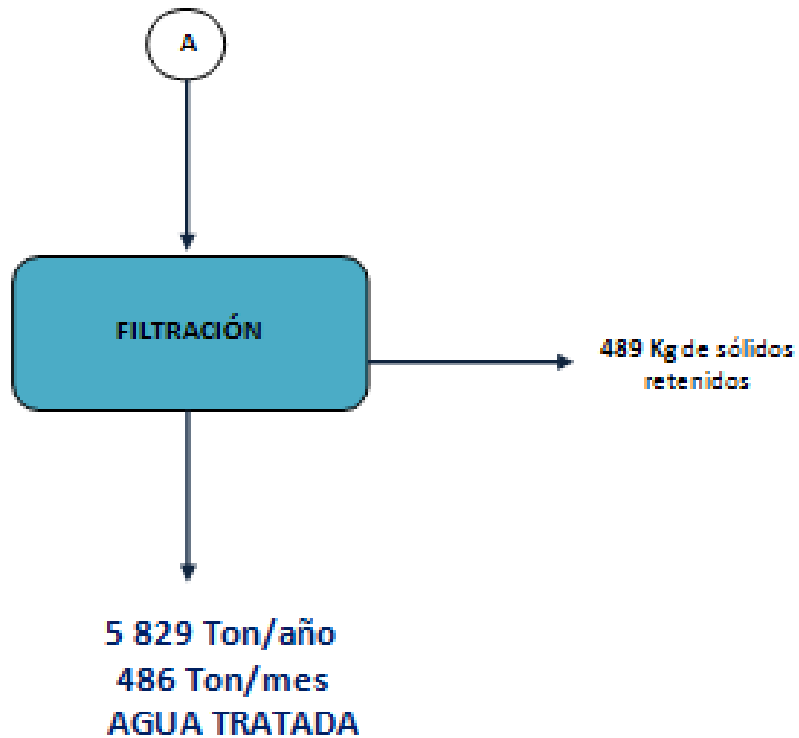 A
FILTRACIÓN
489 Kg de sólidos
retenidos
5 829 Ton/año
486 Ton/mes
AGUA TRATADA